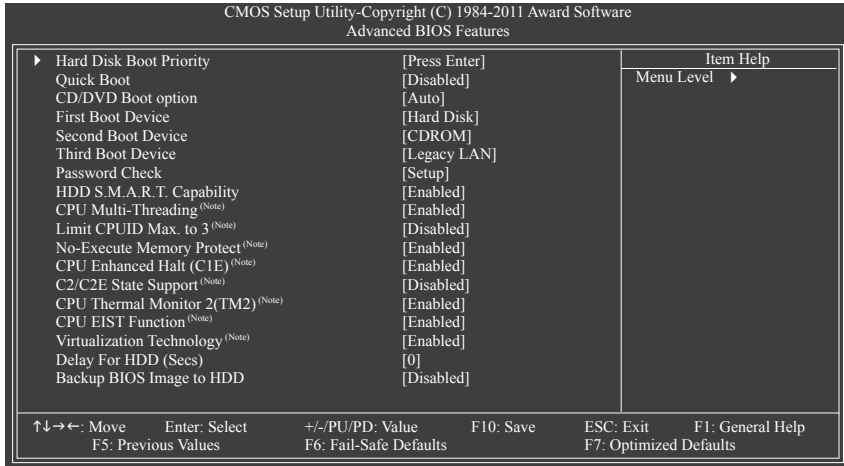 CMOS Setup Utility-Copyright (C) 1984-2011 Award Software
Advanced BIOS Features
Hard Disk Boot Priority [Press Enter]
Quick Boot [Disabled]
CD/DVD Boot option [Auto]
First Boot Device [Hard Disk]
Second Boot Device [CDROM]
Third Boot Device [Legacy LAN]
Password Check [Setup]
HDD S.M.A.R.T. Capability [Enabled]
CPU Multi-Threading (Note) [Enabled]
Limit CPUID Max. to 3 (Note) [Disabled]
No-Execute Memory Protect (Note) [Enabled]
CPU Enhanced Halt (C1E) (Note) [Enabled]
C2/C2E State Support (Note) [Disabled]
CPU Thermal Monitor 2(TM2) (Note) [Enabled]
CPU EIST Function (Note) [Enabled]
Virtualization Technology (Note) [Enabled]
Delay For HDD (Secs) [0]
Backup BIOS Image to HDD [Disabled]
Item Help
Menu Level
↑↓→←: Move Enter: Select +/-/PU/PD: Value F10: Save ESC: Exit F1: General Help
F5: Previous Values F6: Fail-Safe Defaults F7: Optimized Defaults